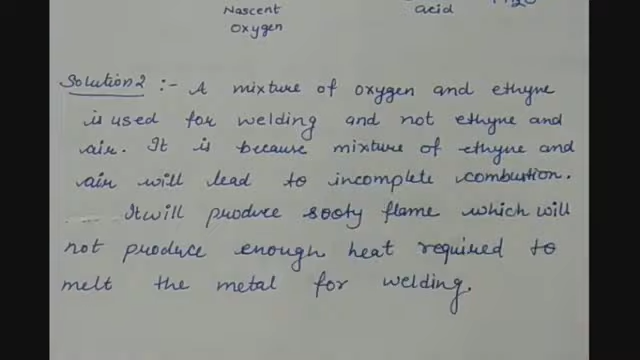 Nascent acid
Oxygen
Solution2 :- A mixture of oxygen and ethyne
is used for welding and not ethyne and
air. It is because mixture of ethyne and
air will lead to incomplete combustion.
It will produce sooty flame which will
not produce enough heat required to
melt the metal for welding.